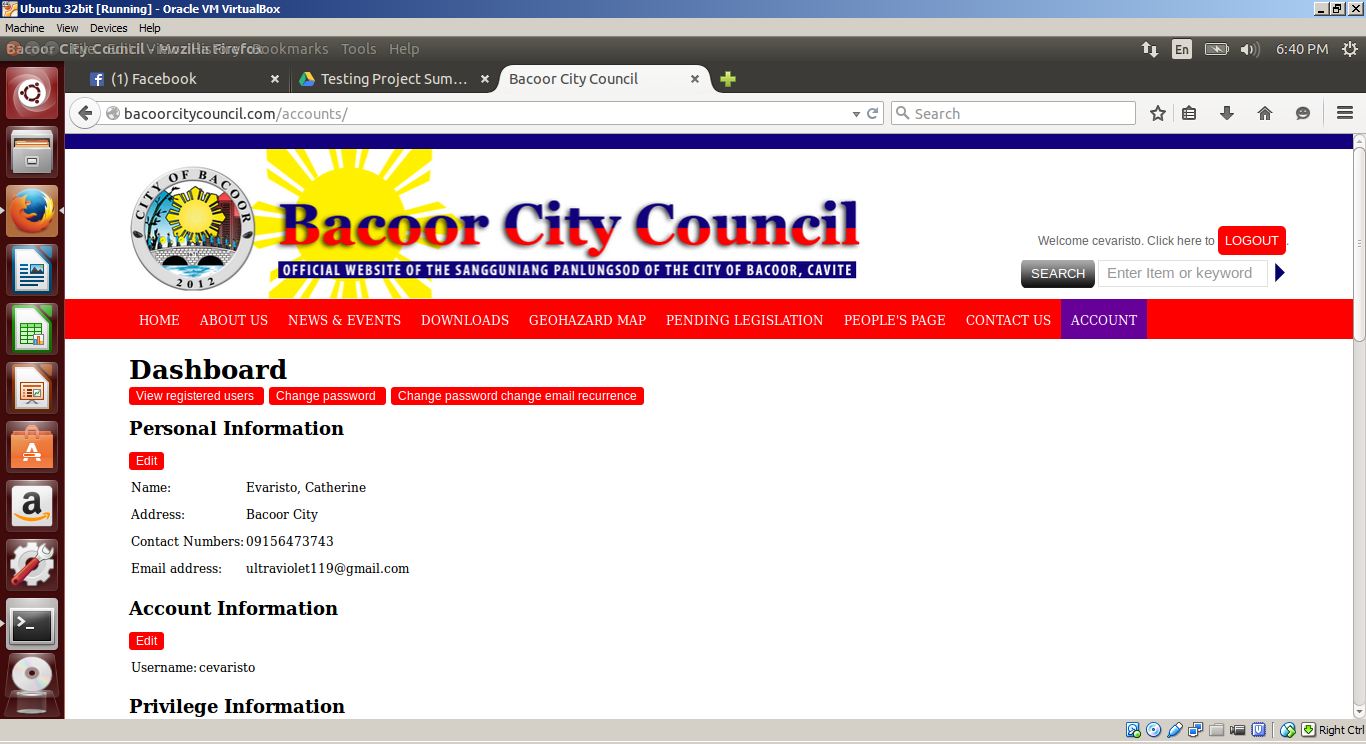 Ubuntu 32bit [Running] - Oracle VM VirtualBox
Machine View Devices Help
Bacoor City Council - Mozilla Firefox
Bookmarks Tools Help
En 6:40 PM
(1) Facebook
Testing Project Sum...
Bacoor City Council
bacoorcitycouncil.com/accounts/
Search
CITY OF BACOOR
2012
Bacoor City Council
OFFICIAL WEBSITE OF THE SANGGUNIANG PANLUNGSOD OF THE CITY OF BACOOR, CAVITE
Welcome cevaristo. Click here to LOGOUT.
SEARCH Enter Item or keyword
HOME ABOUT US NEWS & EVENTS DOWNLOADS GEOHAZARD MAP PENDING LEGISLATION PEOPLE'S PAGE CONTACT US ACCOUNT
Dashboard
View registered users Change password Change password change email recurrence
Personal Information
Edit
Name: Evaristo, Catherine
Address: Bacoor City
Contact Numbers: 09156473743
Email address: ultraviolet119@gmail.com
Account Information
Edit
Username: cevaristo
Privilege Information
Right Ctrl